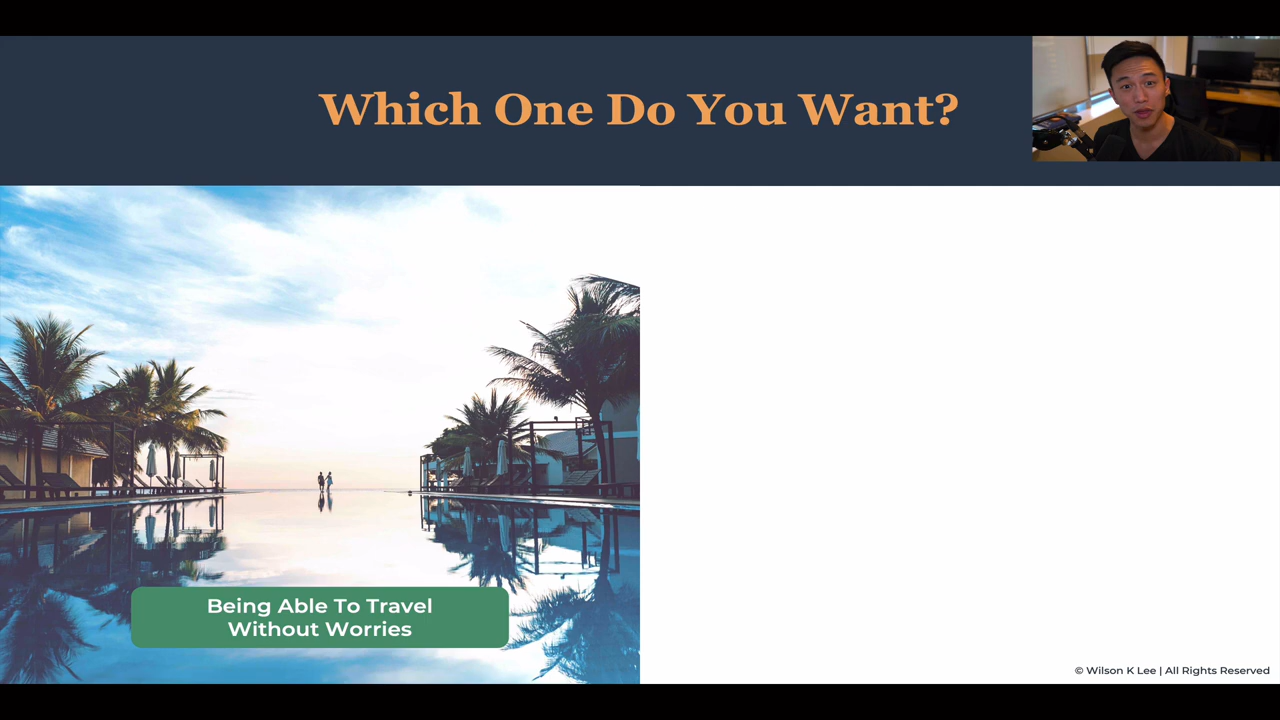 Which One Do You Want?
Being Able To Travel
Without Worries
© Wilson K Lee | All Rights Reserved